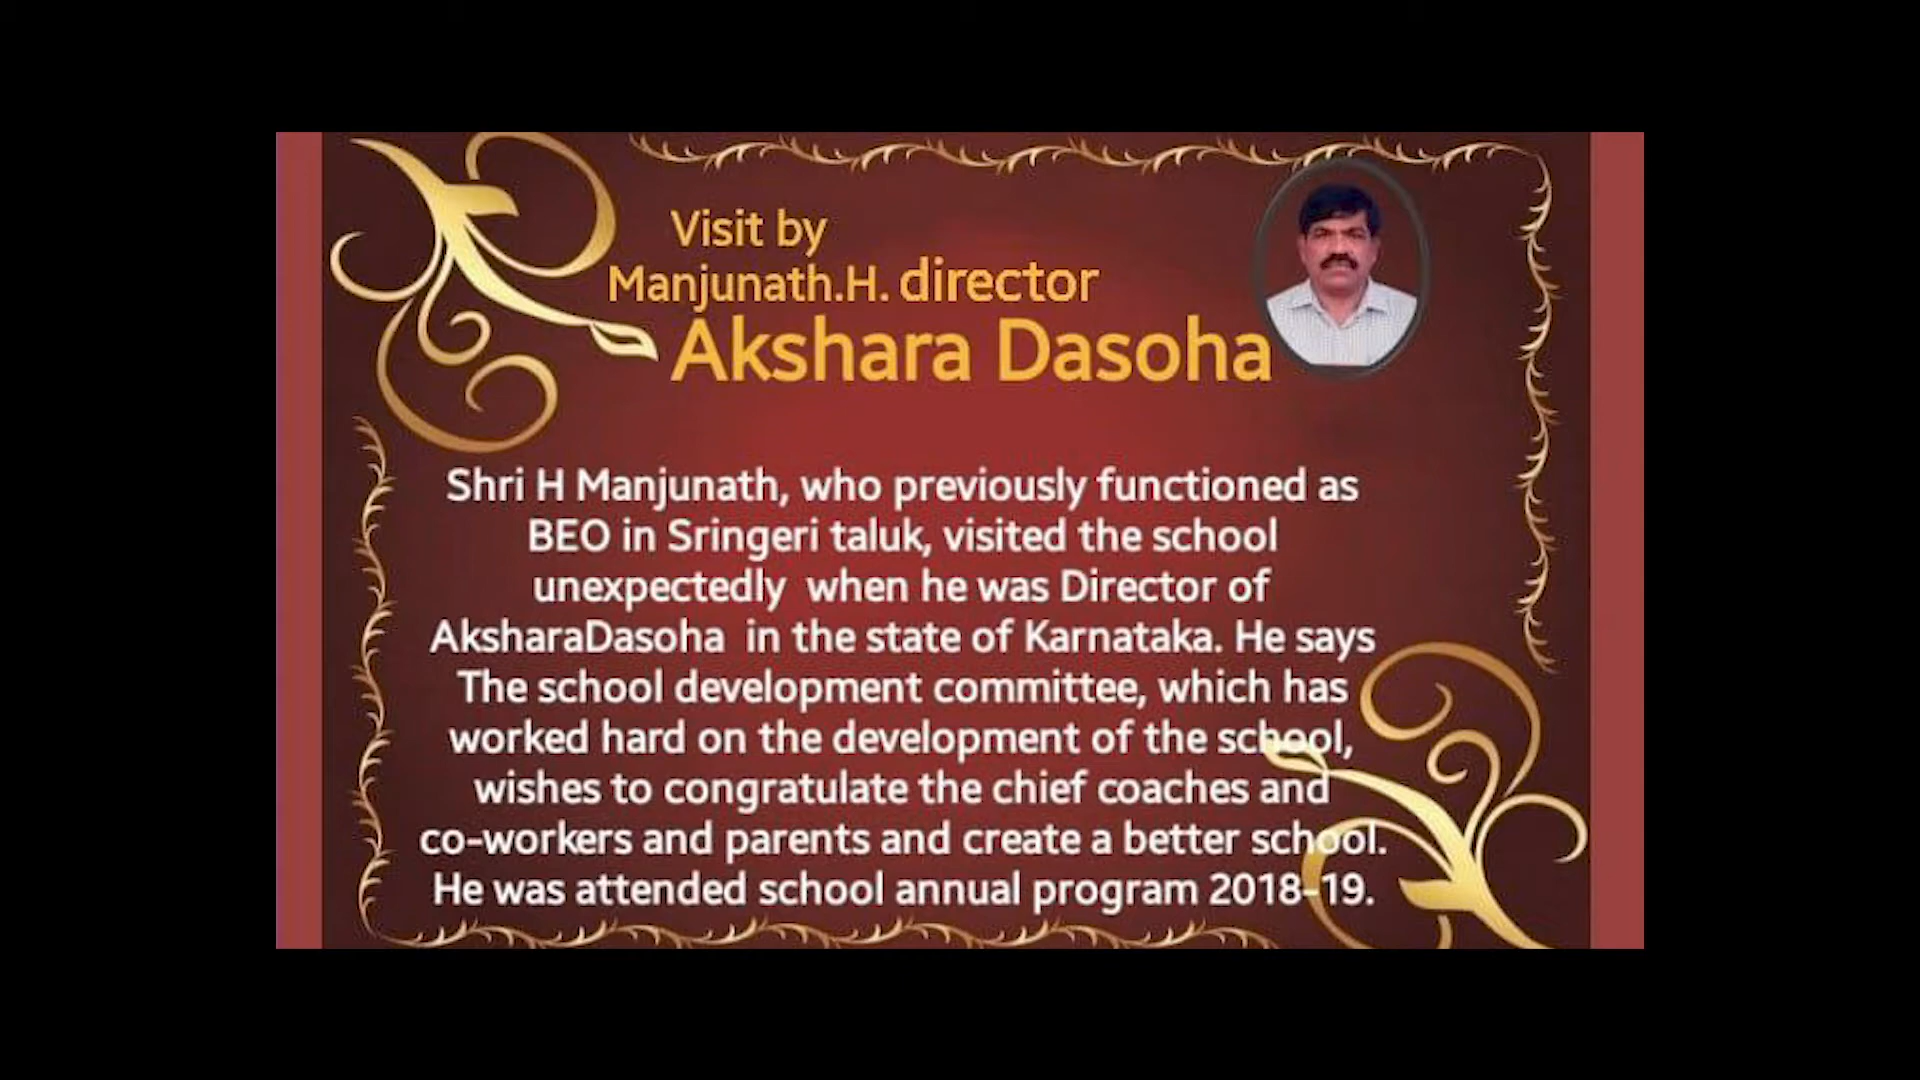 Visit by
Manjunath.H. director
Akshara Dasoha
Shri H Manjunath, who previously functioned as
BEO in Sringeri taluk, visited the school
unexpectedly when he was Director of
AksharaDasoha in the state of Karnataka. He says
The school development committee, which has
worked hard on the development of the school,
wishes to congratulate the chief coaches and
co-workers and parents and create a better school.
He was attended school annual program 2018-19.